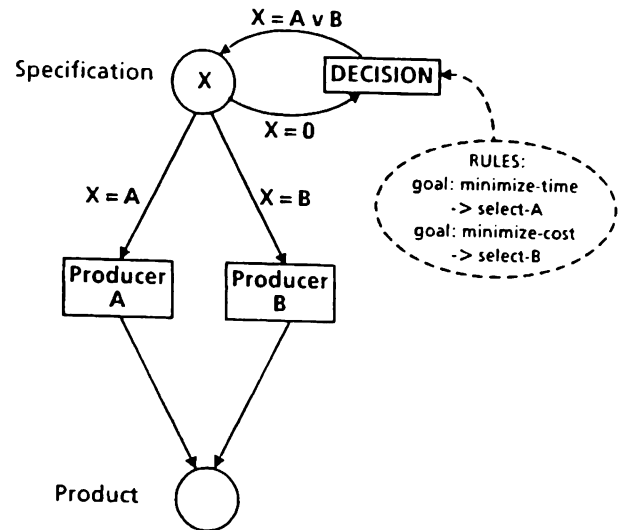 X = A v B
Specification
X
DECISION
X = 0
RULES:
goal: minimize-time
-> select-A
goal: minimize-cost
-> select-B
X = A
X = B
Producer
A
Producer
B
Product